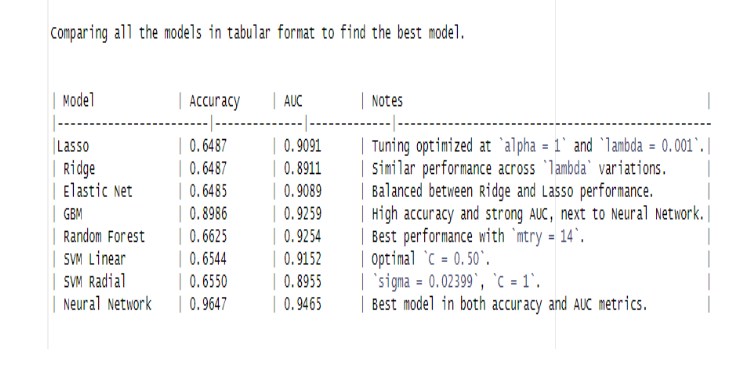 Comparing all the models in tabular format to find the best model.
| Model | Accuracy | AUC | Notes |
|------------------------|--------------|-------------|--------------------------------------------------
|Lasso | 0.6487 | 0.9091 | Tuning optimized at `alpha = 1` and `lambda = 0.001`. |
| Ridge | 0.6487 | 0.8911 | Similar performance across `lambda` variations. |
| Elastic Net | 0.6485 | 0.9089 | Balanced between Ridge and Lasso performance. |
| GBM | 0.8986 | 0.9259 | High accuracy and strong AUC, next to Neural Network. |
| Random Forest | 0.6625 | 0.9254 | Best performance with `mtry = 14`. |
| SVM Linear | 0.6544 | 0.9152 | Optimal `C = 0.50`. |
| SVM Radial | 0.6550 | 0.8955 | `sigma = 0.02399`, `C = 1`. |
| Neural Network | 0.9647 | 0.9465 | Best model in both accuracy and AUC metrics. |